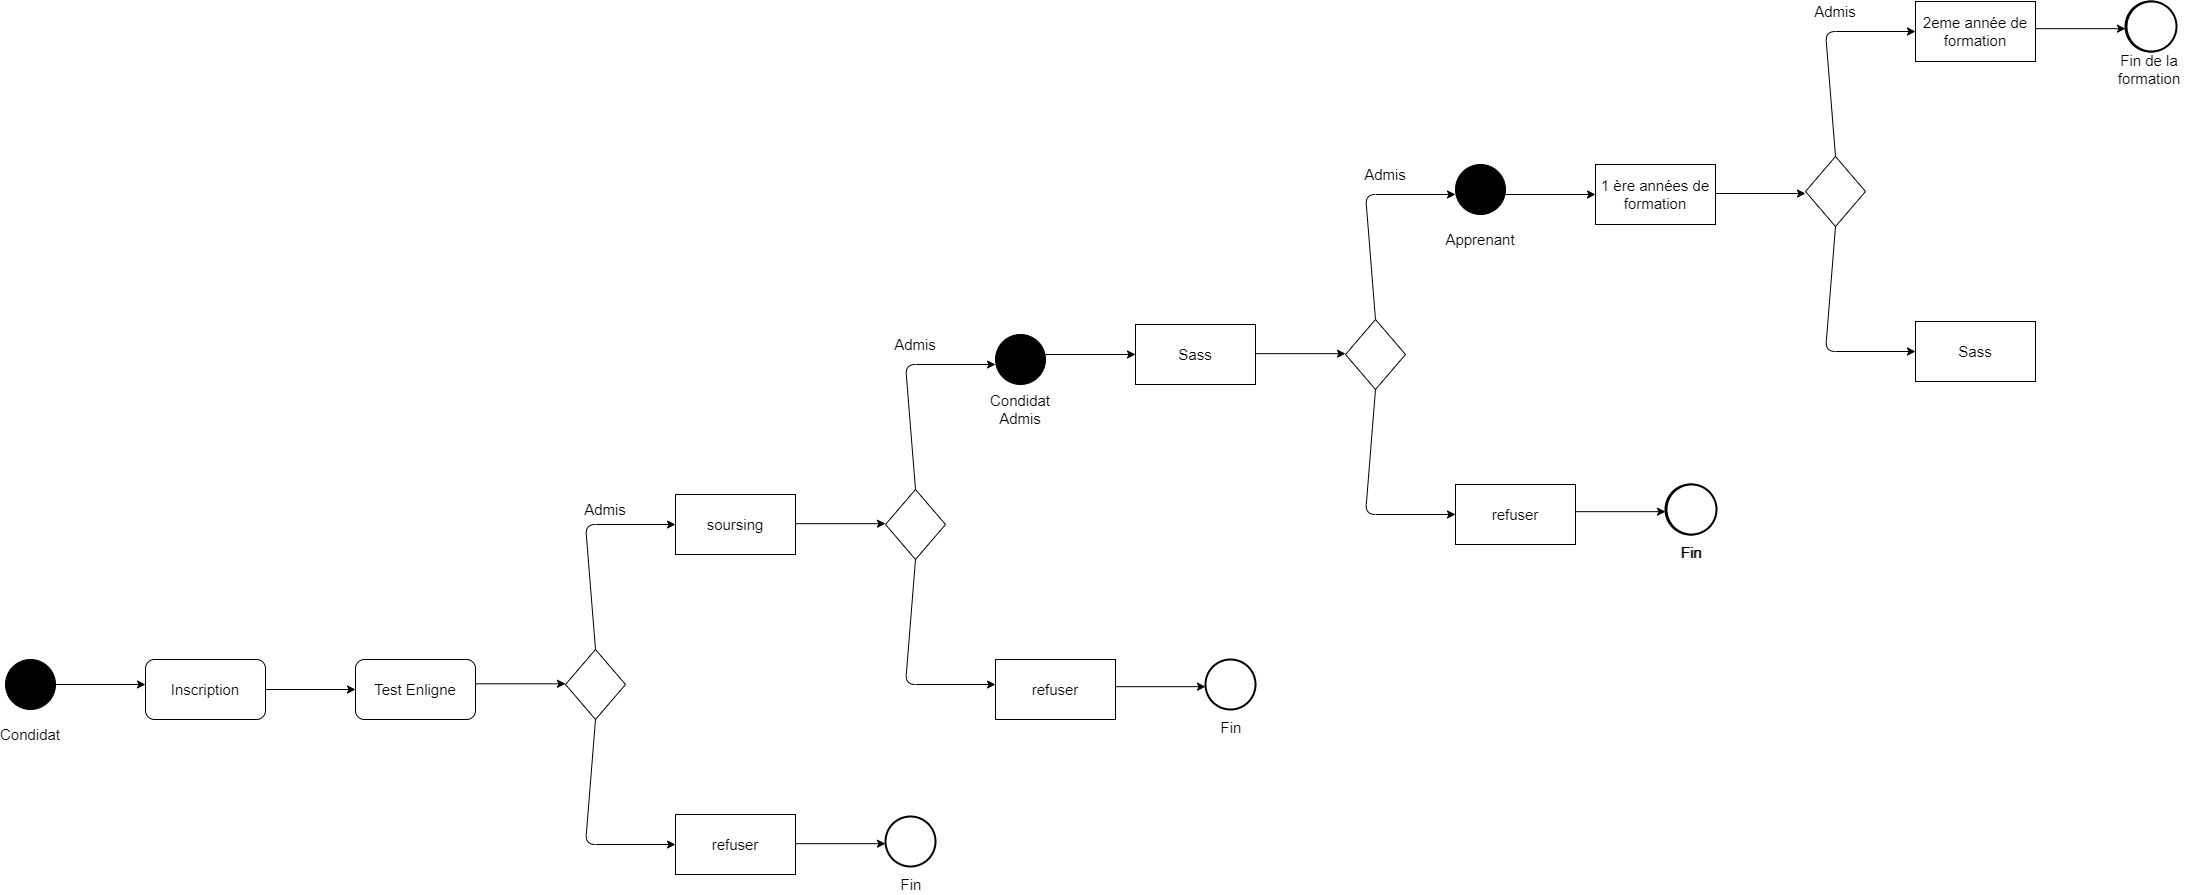 Admis
2eme année de
formation
Fin de la
formation
Admis
1 ère années de
formation
Apprenant
Admis
Sass
Sass
Condidat
Admis
Admis
soursing
refuser
Fin
Inscription
Test Enligne
refuser
Fin
Condidat
refuser
Fin